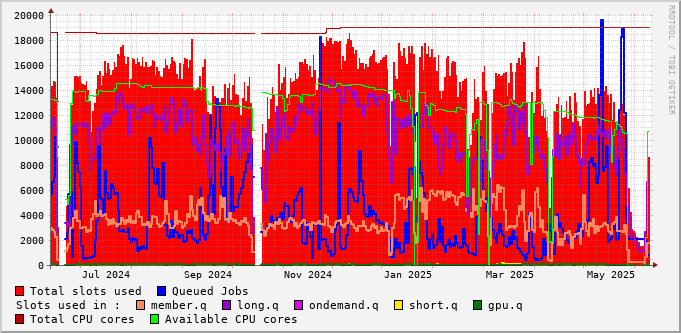 20000
18000
16000
14000
12000
10000
8000
6000
4000
2000
0
Jul 2024 Sep 2024 Nov 2024 Jan 2025 Mar 2025 May 2025
RRDTOOL / TOBI OETIKER
Total slots used Queued Jobs
Slots used in : member.q long.q ondemand.q short.q gpu.q
Total CPU cores Available CPU cores